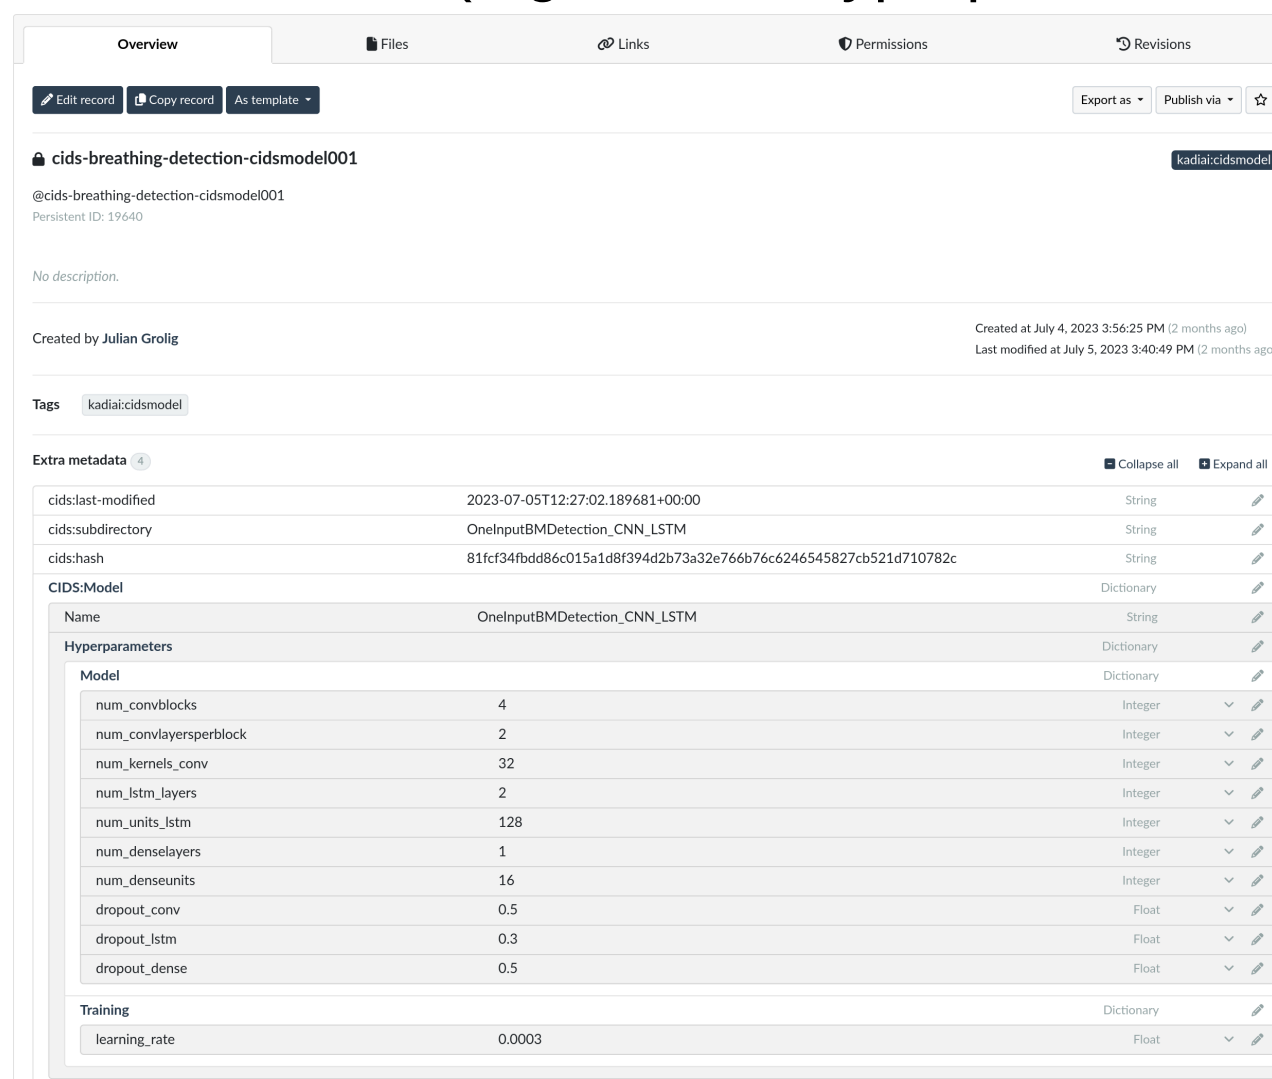 Overview Files Links Permissions Revisions
Edit record Copy record As template Export as Publish via
cids-breathing-detection-cidsmodel001 kadiai:cidsmodel
@cids-breathing-detection-cidsmodel001
Persistent ID: 19640
No description.
Created by Julian Grolig
Created at July 4, 2023 3:56:25 PM (2 months ago)
Last modified at July 5, 2023 3:40:49 PM (2 months ago
Tags kadiai:cidsmodel
Extra metadata 4 Collapse all Expand all
cids:last-modified 2023-07-05T12:27:02.189681+00:00 String
cids:subdirectory OneInputBMDetection_CNN_LSTM String
cids:hash 81fcf34fbdd86c015a1d8f394d2b73a32e766b76c6246545827cb521d710782c String
CIDS:Model Dictionary
Name OneInputBMDetection_CNN_LSTM String
Hyperparameters Dictionary
Model Dictionary
num_convblocks 4 Integer
num_convlayersperblock 2 Integer
num_kernels_conv 32 Integer
num_lstm_layers 2 Integer
num_units_lstm 128 Integer
num_denselayers 1 Integer
num_denseunits 16 Integer
dropout_conv 0.5 Float
dropout_lstm 0.3 Float
dropout_dense 0.5 Float
Training Dictionary
learning_rate 0.0003 Float